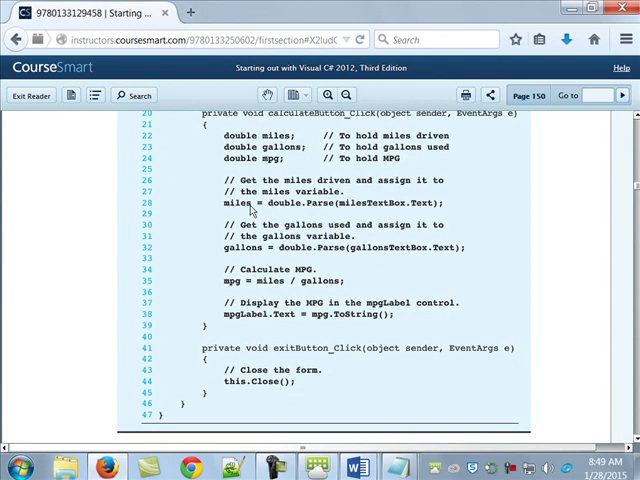 CS 9780133129458 | Starting ...
instructors.coursesmart.com/9780133250602/firstsection#X2ludC
Search
CourseSmart
Starting out with Visual C# 2012, Third Edition
Help
Exit Reader
Search
Page 150
Go to
20 private void calculateButton_Click(object sender, EventArgs e)
21 {
22 double miles; // To hold miles driven
23 double gallons; // To hold gallons used
24 double mpg; // To hold MPG
25
26 // Get the miles driven and assign it to
27 // the miles variable.
28 miles = double.Parse(milesTextBox.Text);
29
30 // Get the gallons used and assign it to
31 // the gallons variable.
32 gallons = double.Parse(gallonsTextBox.Text);
33
34 // Calculate MPG.
35 mpg = miles / gallons;
36
37 // Display the MPG in the mpgLabel control.
38 mpgLabel.Text = mpg.ToString();
39 }
40
41 private void exitButton_Click(object sender, EventArgs e)
42 {
43 // Close the form.
44 this.Close();
45 }
46 }
47 }
8:49 AM
1/28/2015